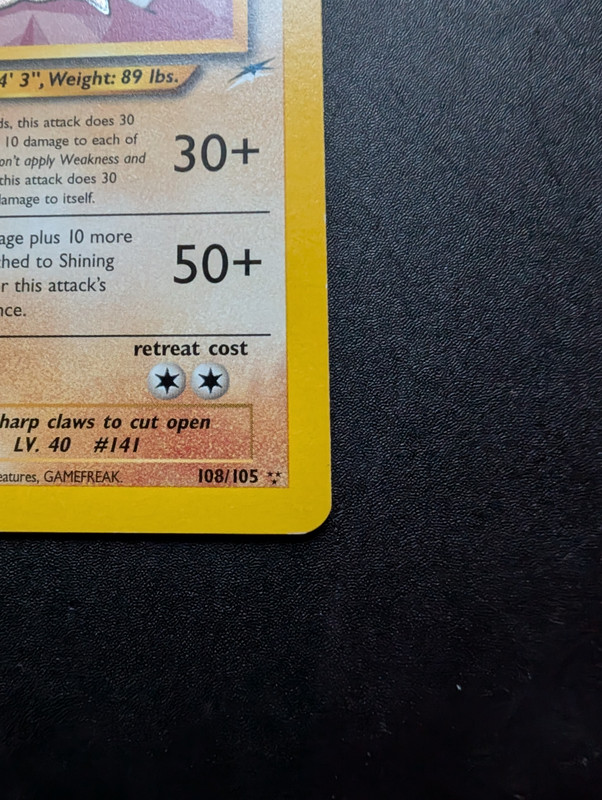 4' 3", Weight: 89 lbs.
ds, this attack does 30
10 damage to each of
on't apply Weakness and
this attack does 30
amage to itself.
30+
age plus 10 more
ched to Shining
r this attack's
nce.
50+
retreat cost
harp claws to cut open
LV. 40 #141
eatures, GAMEFREAK.
108/105